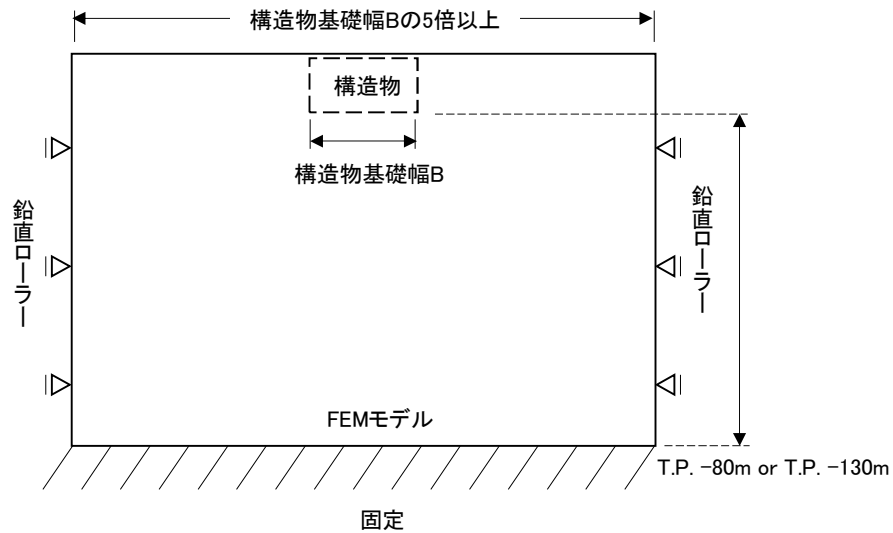 構造物基礎幅Bの5倍以上
構造物
構造物基礎幅B
鉛直ローラー
鉛直ローラー
FEMモデル
T.P. -80m or T.P. -130m
固定